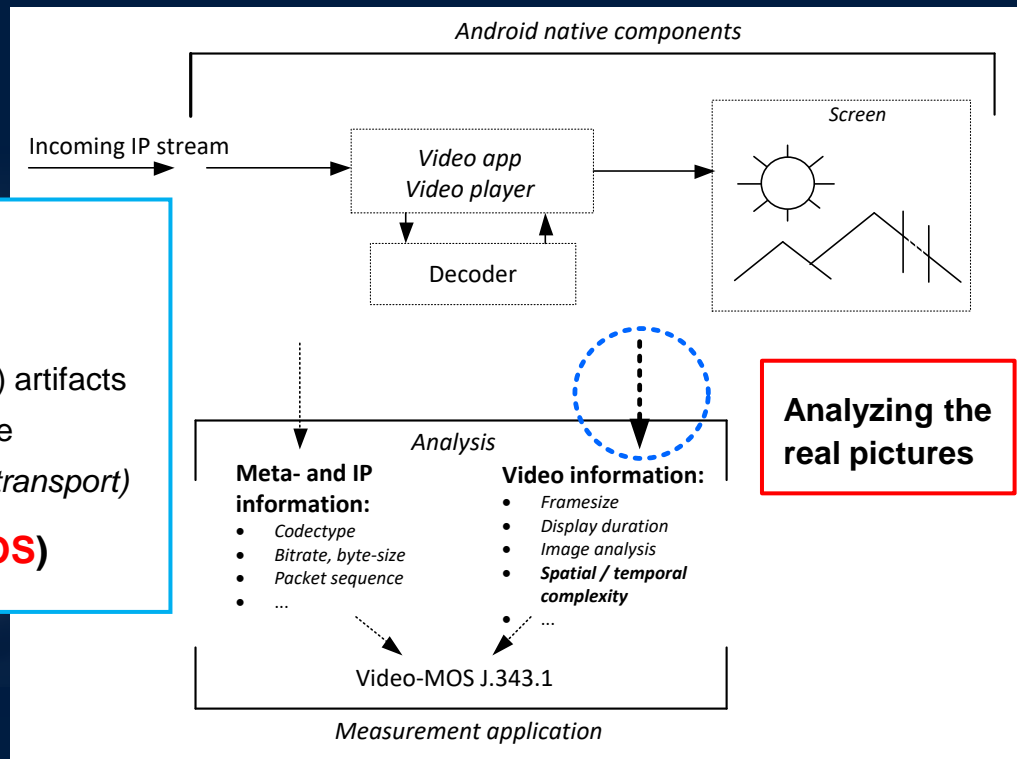 Android native components
Incoming IP stream
Video app
Video player
Decoder
Screen
) artifacts
e
transport)
OS)
Analysis
Meta- and IP
information:
• Codectype
• Bitrate, byte-size
• Packet sequence
• ...
Video information:
• Framesize
• Display duration
• Image analysis
• Spatial / temporal
complexity
• ...
Video-MOS J.343.1
Measurement application
Analyzing the
real pictures